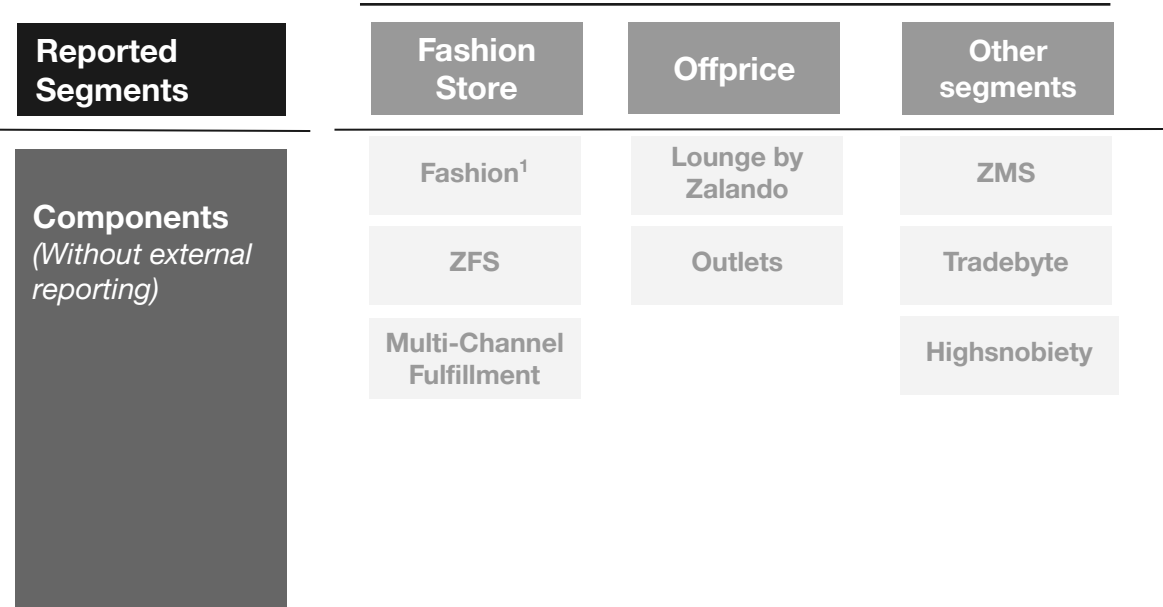 Reported
Segments
Fashion
Store
Offprice
Other
segments
Components
(Without external
reporting)
Fashion¹
Lounge by
Zalando
ZMS
ZFS
Outlets
Tradebyte
Multi-Channel
Fulfillment
Highsnobiety